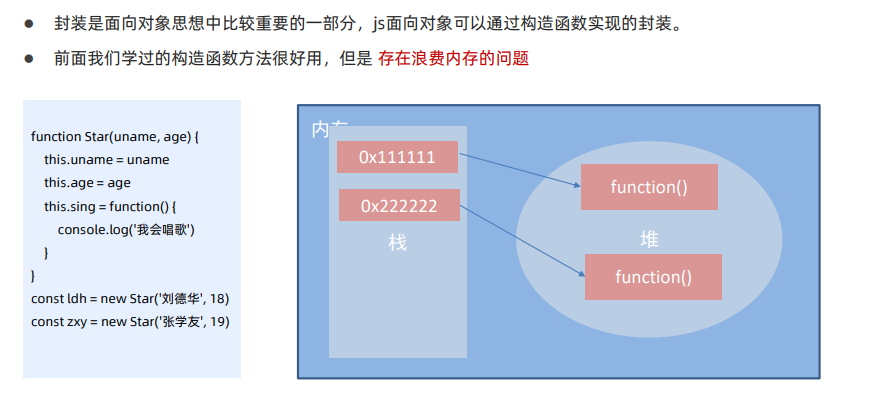 封装是面向对象思想中比较重要的一部分，js面向对象可以通过构造函数实现的封装。
前面我们学过的构造函数方法很好用，但是 存在浪费内存的问题
function Star(uname, age) {
this.uname = uname
this.age = age
this.sing = function() {
console.log('我会唱歌')
}
}
const ldh = new Star('刘德华', 18)
const zxy = new Star('张学友', 19)
内存
0x111111
0x222222
栈
function()
堆
function()